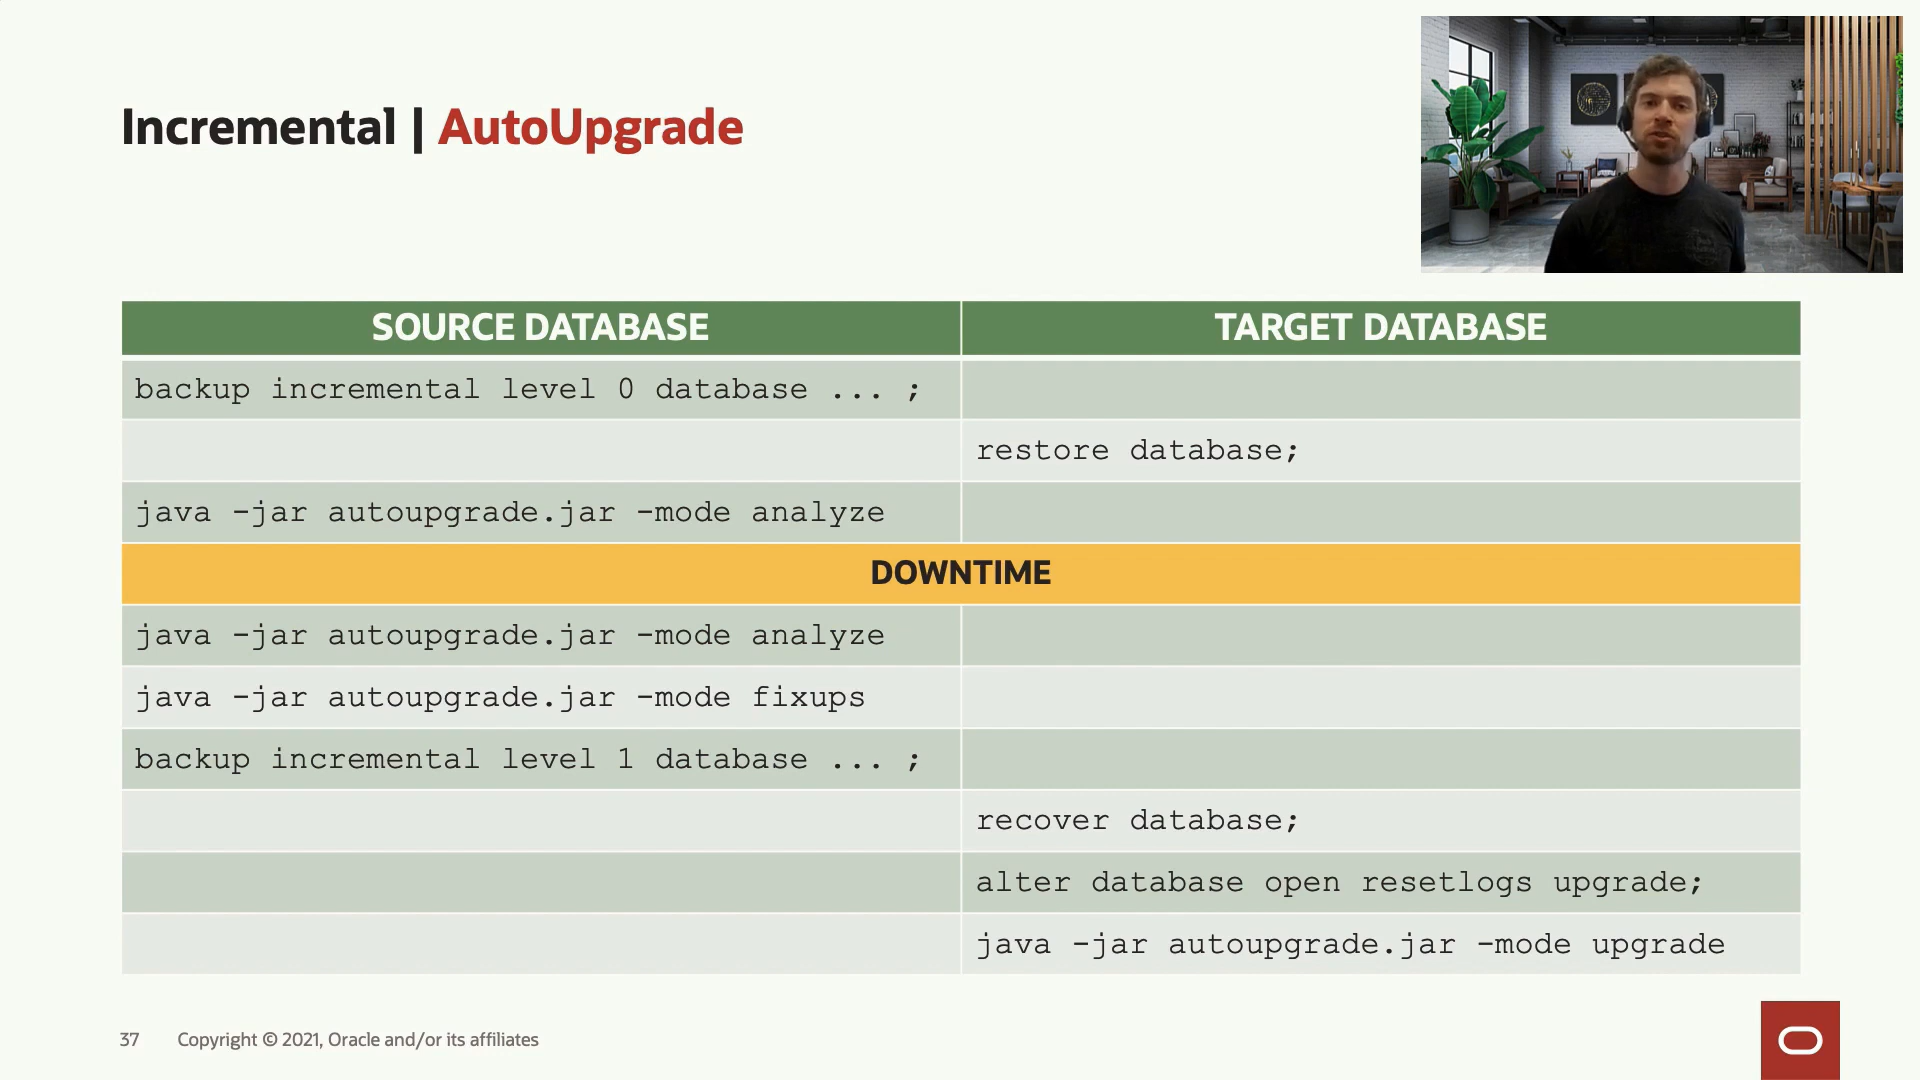 Incremental | AutoUpgrade
SOURCE DATABASE
TARGET DATABASE
backup incremental level 0 database ... ;
restore database;
java -jar autoupgrade.jar -mode analyze
DOWNTIME
java -jar autoupgrade.jar -mode analyze
java -jar autoupgrade.jar -mode fixups
backup incremental level 1 database ... ;
recover database;
alter database open resetlogs upgrade;
java -jar autoupgrade.jar -mode upgrade
37 Copyright © 2021, Oracle and/or its affiliates